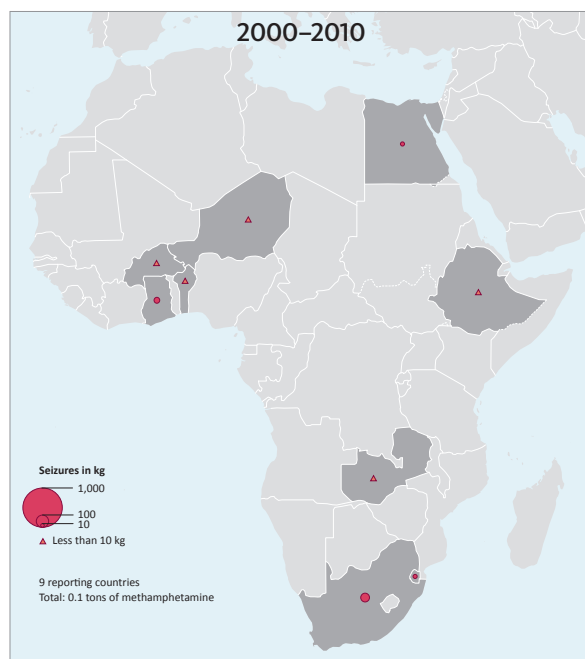 2000–2010
Seizures in kg
1,000
100
10
Less than 10 kg
9 reporting countries
Total: 0.1 tons of methamphetamine